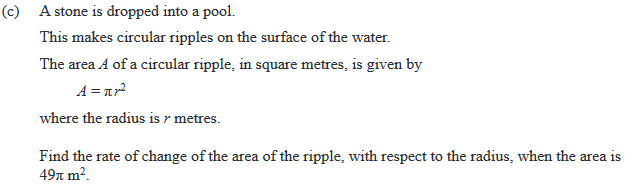 (c) A stone is dropped into a pool.
This makes circular ripples on the surface of the water.
The area A of a circular ripple, in square metres, is given by
A = πr²
where the radius is r metres.
Find the rate of change of the area of the ripple, with respect to the radius, when the area is
49π m².